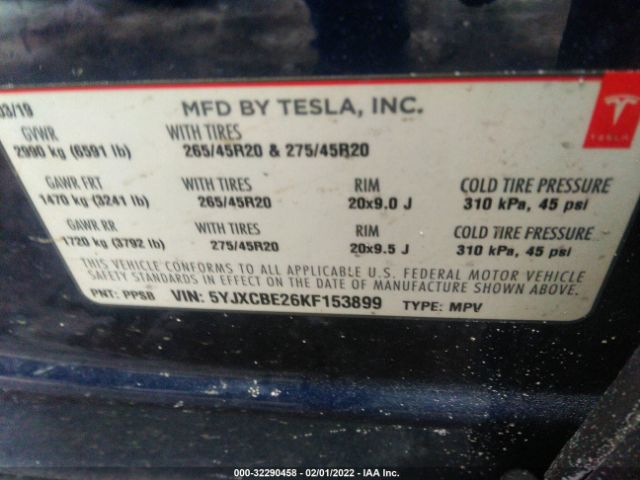 03/19 MFD BY TESLA, INC.
TESLA
GVWR WITH TIRES
2990 kg (6591 lb) 265/45R20 & 275/45R20
GAWR FRT WITH TIRES RIM COLD TIRE PRESSURE
1470 kg (3241 lb) 265/45R20 20x9.0 J 310 kPa, 45 psi
GAWR RR WITH TIRES RIM COLD TIRE PRESSURE
1720 kg (3792 lb) 275/45R20 20x9.5 J 310 kPa, 45 psi
THIS VEHICLE CONFORMS TO ALL APPLICABLE U.S. FEDERAL MOTOR VEHICLE
SAFETY STANDARDS IN EFFECT ON THE DATE OF MANUFACTURE SHOWN ABOVE.
PNT: PPSB VIN: 5YJXCBE26KF153899 TYPE: MPV
000-32290458 - 02/01/2022 - IAA Inc.